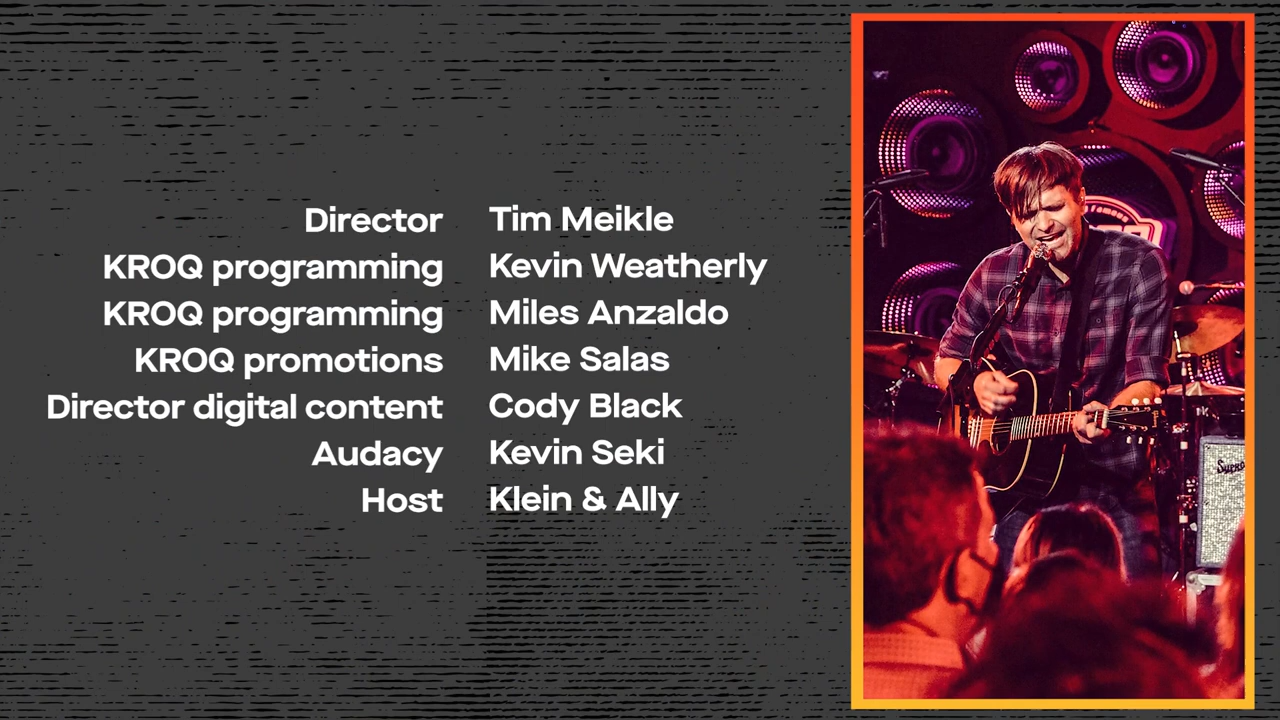 Director Tim Meikle
KROQ programming Kevin Weatherly
KROQ programming Miles Anzaldo
KROQ promotions Mike Salas
Director digital content Cody Black
Audacy Kevin Seki
Host Klein & Ally